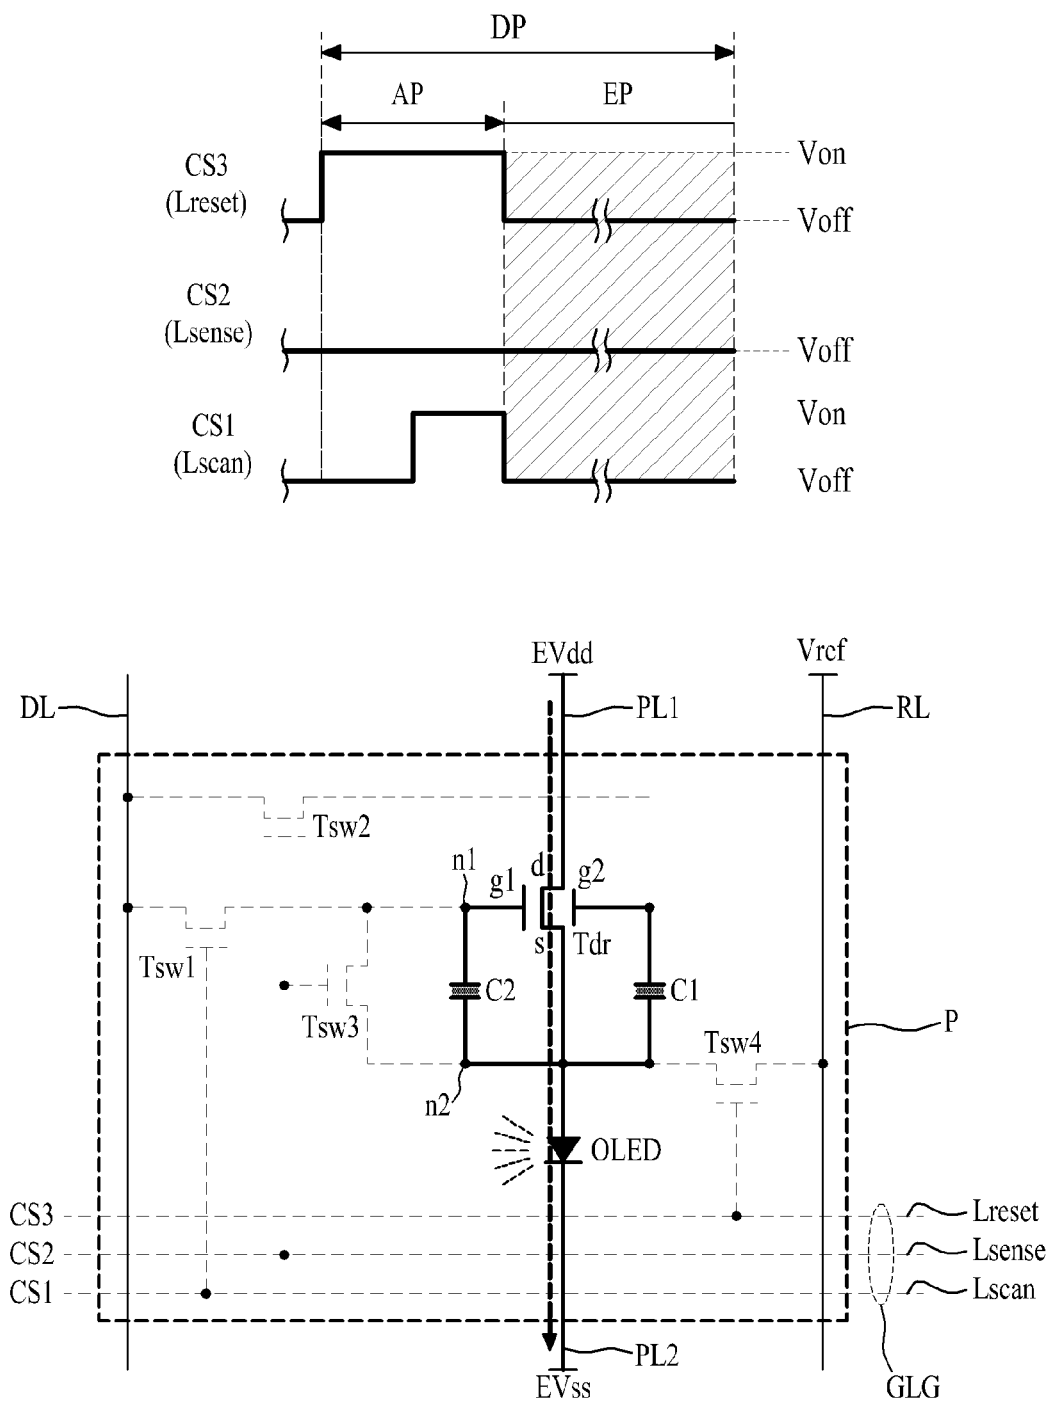 DP
AP EP
CS3
(Lreset)
Von
Voff
CS2
(Lsense)
Voff
CS1
(Lscan)
Von
Voff
EVdd Vref
DL PL1 RL
Tsw2
n1 g1 d g2
s Tdr
Tsw1
Tsw3
C2 C1
Tsw4
P
n2
OLED
CS3 Lreset
CS2 Lsense
CS1 Lscan
PL2
EVss GLG